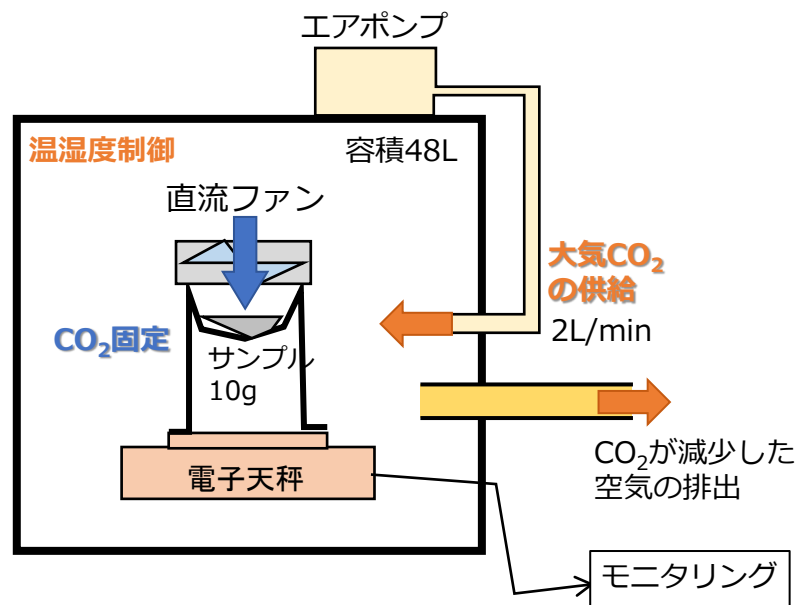 エアポンプ
温湿度制御
容積48L
直流ファン
大気CO₂
の供給
2L/min
CO₂固定
サンプル
10g
電子天秤
CO₂が減少した
空気の排出
モニタリング